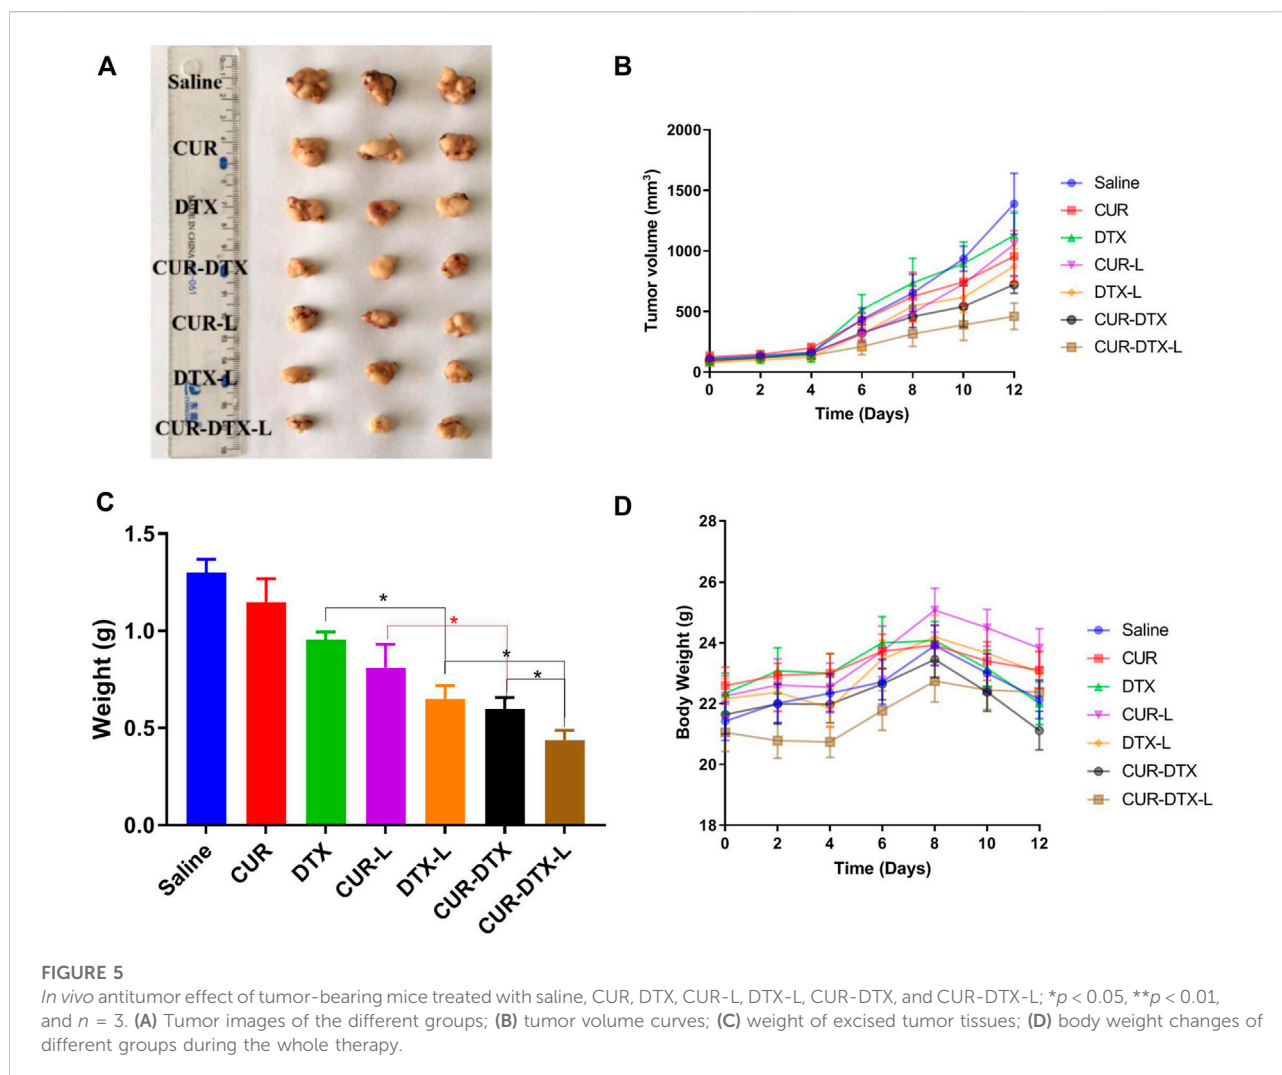 A
Saline
CUR
DTX
CUR-DTX
CUR-L
DTX-L
CUR-DTX-L
MADE IN CHINA
B
Tumor volume (mm³)
2000
1500
1000
500
0
0 2 4 6 8 10 12
Time (Days)
Saline
CUR
DTX
CUR-L
DTX-L
CUR-DTX
CUR-DTX-L
C
Weight (g)
1.5
1.0
0.5
0.0
*
*
*
*
Saline
CUR
DTX
CUR-L
DTX-L
CUR-DTX
CUR-DTX-L
D
Body Weight (g)
28
26
24
22
20
18
0 2 4 6 8 10 12
Time (Days)
Saline
CUR
DTX
CUR-L
DTX-L
CUR-DTX
CUR-DTX-L
FIGURE 5
In vivo antitumor effect of tumor-bearing mice treated with saline, CUR, DTX, CUR-L, DTX-L, CUR-DTX, and CUR-DTX-L; *p < 0.05, **p < 0.01,
and n = 3. (A) Tumor images of the different groups; (B) tumor volume curves; (C) weight of excised tumor tissues; (D) body weight changes of
different groups during the whole therapy.